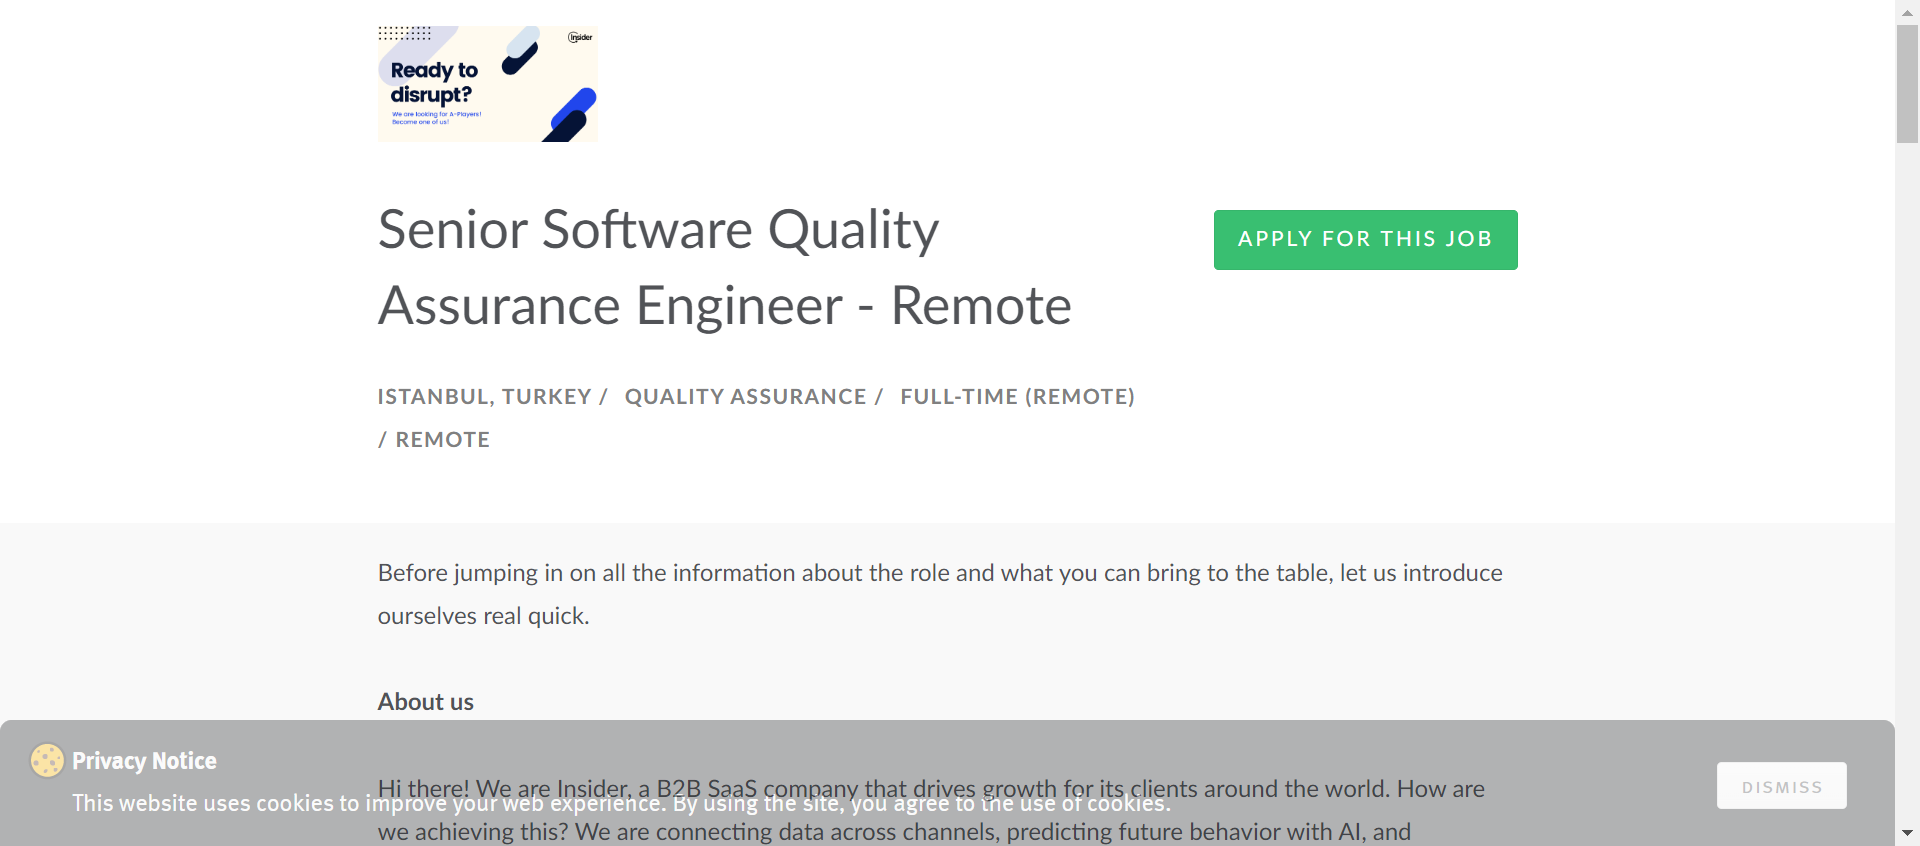 Insider
Ready to
disrupt?
We are looking for A-Players!
Become one of us!
Senior Software Quality
Assurance Engineer - Remote
APPLY FOR THIS JOB
ISTANBUL, TURKEY / QUALITY ASSURANCE / FULL-TIME (REMOTE)
/ REMOTE
Before jumping in on all the information about the role and what you can bring to the table, let us introduce
ourselves real quick.
About us
Privacy Notice
Hi there! We are Insider, a B2B SaaS company that drives growth for its clients around the world. How are
This website uses cookies to improve your web experience. By using the site, you agree to the use of cookies.
DISMISS
we achieving this? We are connecting data across channels, predicting future behavior with AI, and